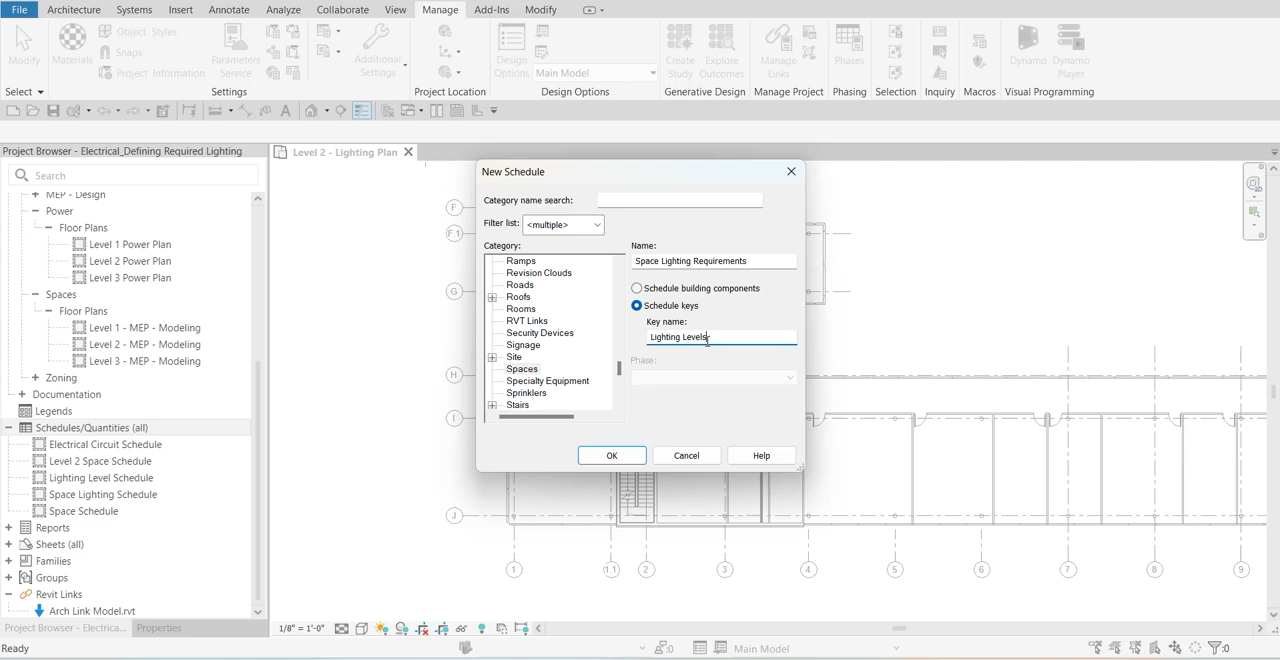 File Architecture Systems Insert Annotate Analyze Collaborate View Manage Add-Ins Modify
Modify Materials Object Styles Snaps Project Information Parameters Service Additional Settings Design Options Main Model Create Study Explore Outcomes Manage Links Phases Dynamo Dynamo Player
Select Settings Project Location Design Options Generative Design Manage Project Phasing Selection Inquiry Macros Visual Programming
Project Browser - Electrical_Defining Required Lighting
Level 2 - Lighting Plan
Search
MEP - Design
Power
Floor Plans
Level 1 Power Plan
Level 2 Power Plan
Level 3 Power Plan
Spaces
Floor Plans
Level 1 - MEP - Modeling
Level 2 - MEP - Modeling
Level 3 - MEP - Modeling
Zoning
Documentation
Legends
Schedules/Quantities (all)
Electrical Circuit Schedule
Level 2 Space Schedule
Lighting Level Schedule
Space Lighting Schedule
Space Schedule
Reports
Sheets (all)
Families
Groups
Revit Links
Arch Link Model.rvt
Project Browser - Electrica... Properties
New Schedule
Category name search:
Filter list: <multiple>
Category:
Ramps
Revision Clouds
Roads
Roofs
Rooms
RVT Links
Security Devices
Signage
Site
Spaces
Specialty Equipment
Sprinklers
Stairs
Name:
Space Lighting Requirements
Schedule building components
Schedule keys
Key name:
Lighting Levels
Phase:
OK Cancel Help
F
F.1
G
H
I
J
1 1.1 2 3 4 5 6 7 8 9
1/8" = 1'-0"
Ready :0 Main Model :0